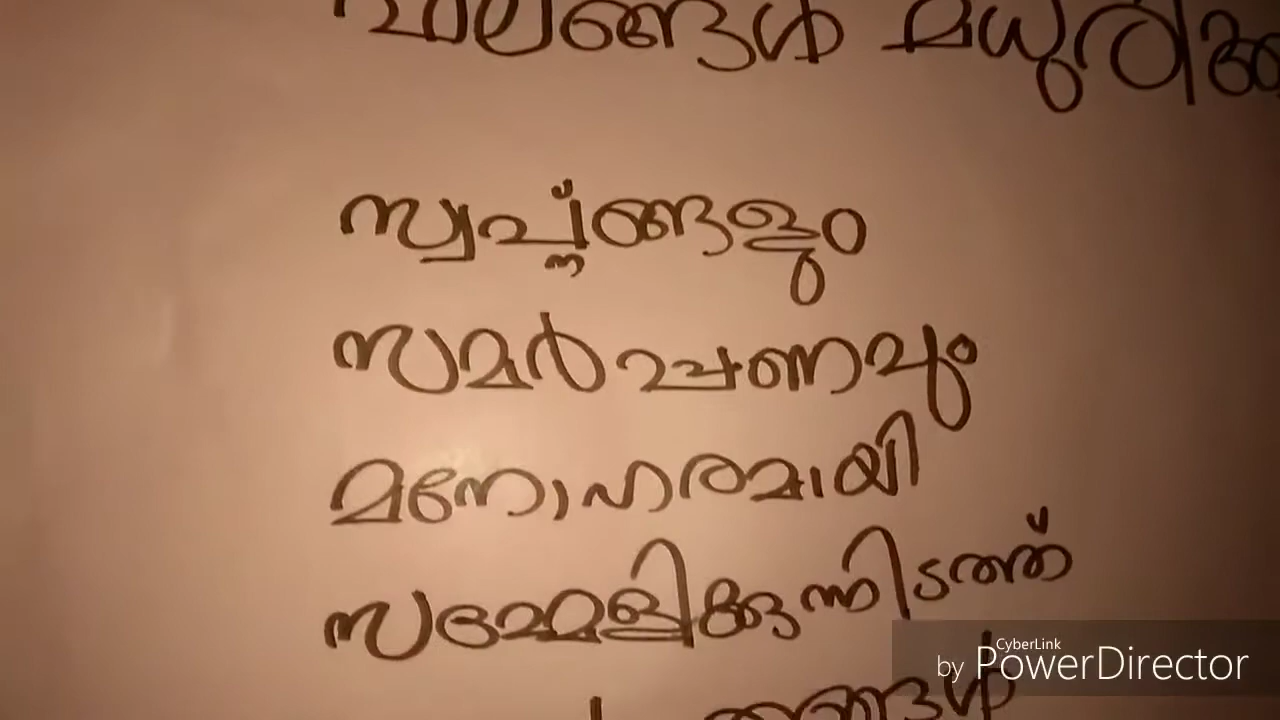 ഫലങ്ങൾ
സ്വപ്നങ്ങളും
സമർപ്പണവും
മനോഹരമായി
സമ്മേളിക്കുന്നിടത്ത്
CyberLink
by PowerDirector